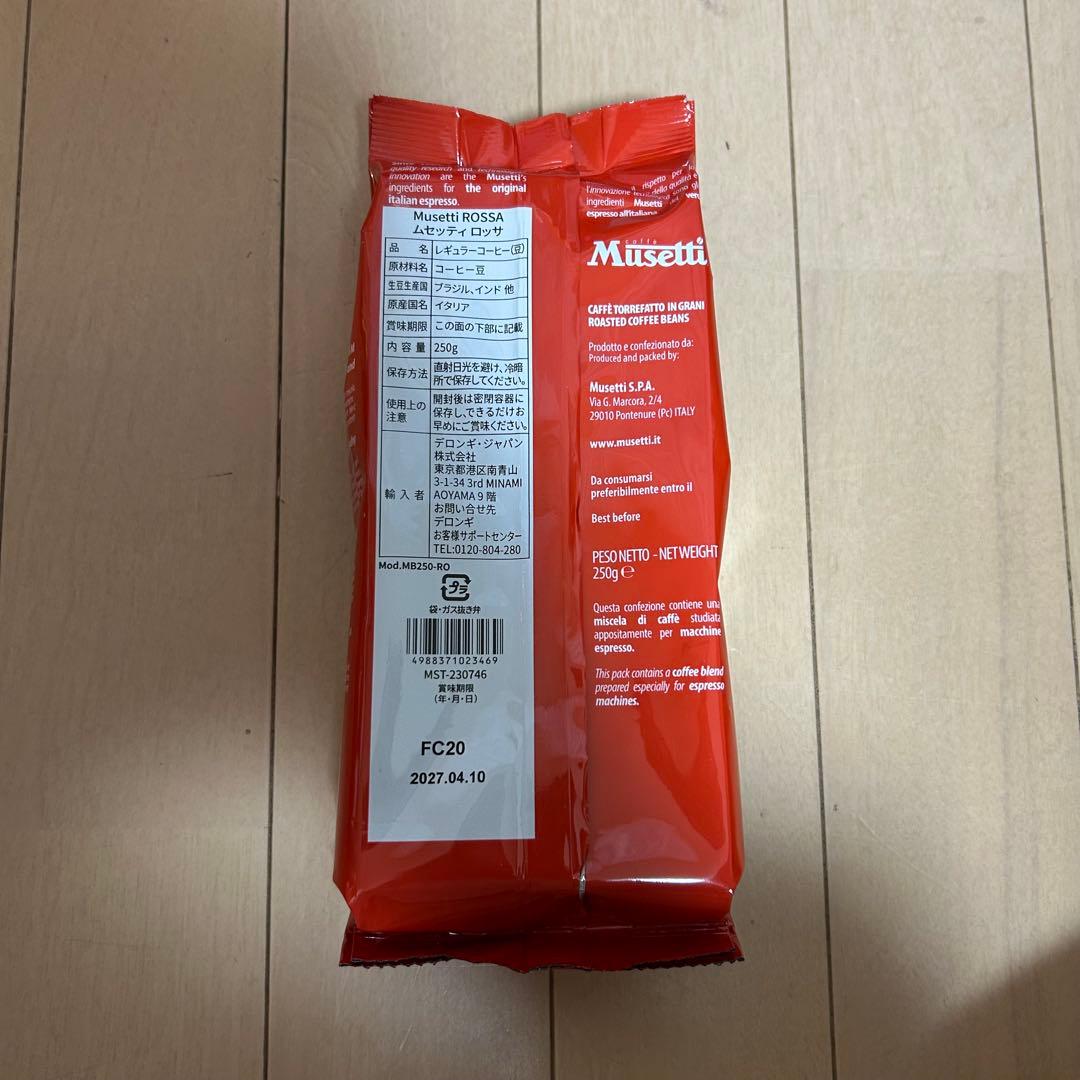 quality research and
innovation are the Musetti's
ingredients for the original
italian espresso.
Musetti ROSSA
ムセッティ ロッサ
品 名 レギュラーコーヒー(豆)
原材料名 コーヒー豆
生豆生産国 ブラジル、インド 他
原産国名 イタリア
賞味期限 この面の下部に記載
内 容 量 250g
保存方法 直射日光を避け、冷暗
所で保存してください。
使用上の
注意
開封後は密閉容器に
保存し、できるだけお
早めにご賞味ください。
輸 入 者
デロンギ・ジャパン
株式会社
東京都港区南青山
3-1-34 3rd MINAMI
AOYAMA 9 階
お問い合せ先
デロンギ
お客様サポートセンター
TEL:0120-804-280
Mod.MB250-RO
プラ
袋・ガス抜き弁
4988371023469
MST-230746
賞味期限
(年・月・日)
FC20
2027.04.10
rispetto per
l'innovazione della qualità e
ingredienti Musetti
espresso all'italiana
caffè
Musetti
CAFFÈ TORREFATTO IN GRANI
ROASTED COFFEE BEANS
Prodotto e confezionato da:
Produced and packed by:
Musetti S.P.A.
Via G. Marcora, 2/4
29010 Pontenure (Pc) ITALY
www.musetti.it
Da consumarsi
preferibilmente entro il
Best before
PESO NETTO - NET WEIGHT
250g ℮
Questa confezione contiene una
miscela di caffè studiata
appositamente per macchine
espresso.
This pack contains a coffee blend
prepared especially for espresso
machines.